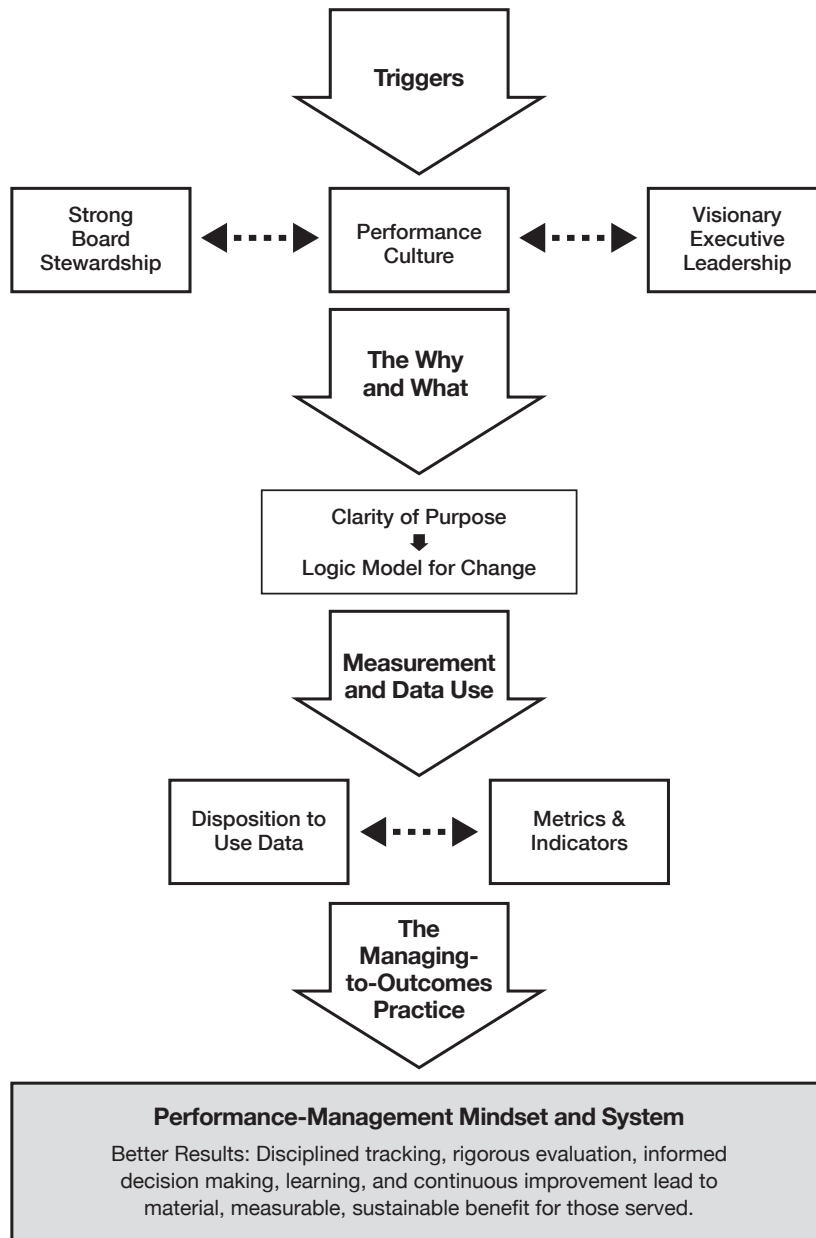 Triggers
Strong
Board
Stewardship
Performance
Culture
Visionary
Executive
Leadership
The Why
and What
Clarity of Purpose
Logic Model for Change
Measurement
and Data Use
Disposition to
Use Data
Metrics &
Indicators
The
Managing-
to-Outcomes
Practice
Performance-Management Mindset and System
Better Results: Disciplined tracking, rigorous evaluation, informed
decision making, learning, and continuous improvement lead to
material, measurable, sustainable benefit for those served.